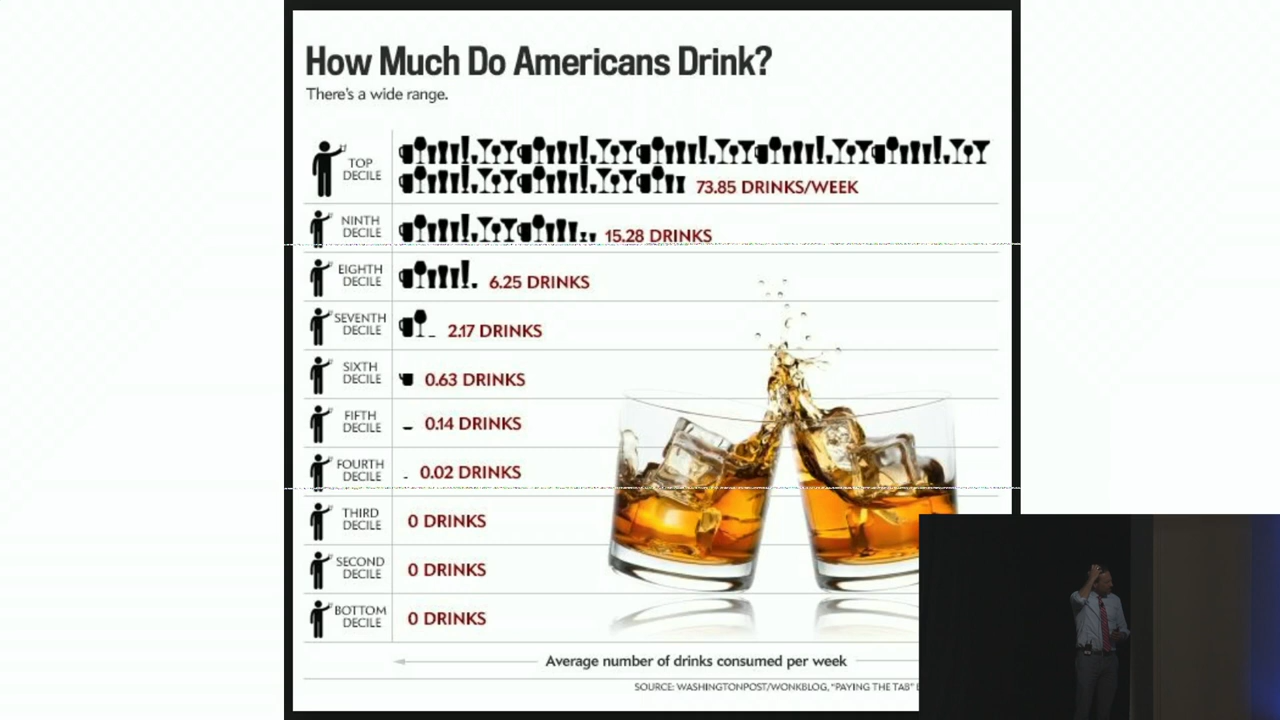 How Much Do Americans Drink?
There's a wide range.
TOP
DECILE
73.85 DRINKS/WEEK
NINTH
DECILE
15.28 DRINKS
EIGHTH
DECILE
6.25 DRINKS
SEVENTH
DECILE
2.17 DRINKS
SIXTH
DECILE
0.63 DRINKS
FIFTH
DECILE
0.14 DRINKS
FOURTH
DECILE
0.02 DRINKS
THIRD
DECILE
0 DRINKS
SECOND
DECILE
0 DRINKS
BOTTOM
DECILE
0 DRINKS
Average number of drinks consumed per week
SOURCE: WASHINGTONPOST/WONKBLOG, "PAYING THE TAB"